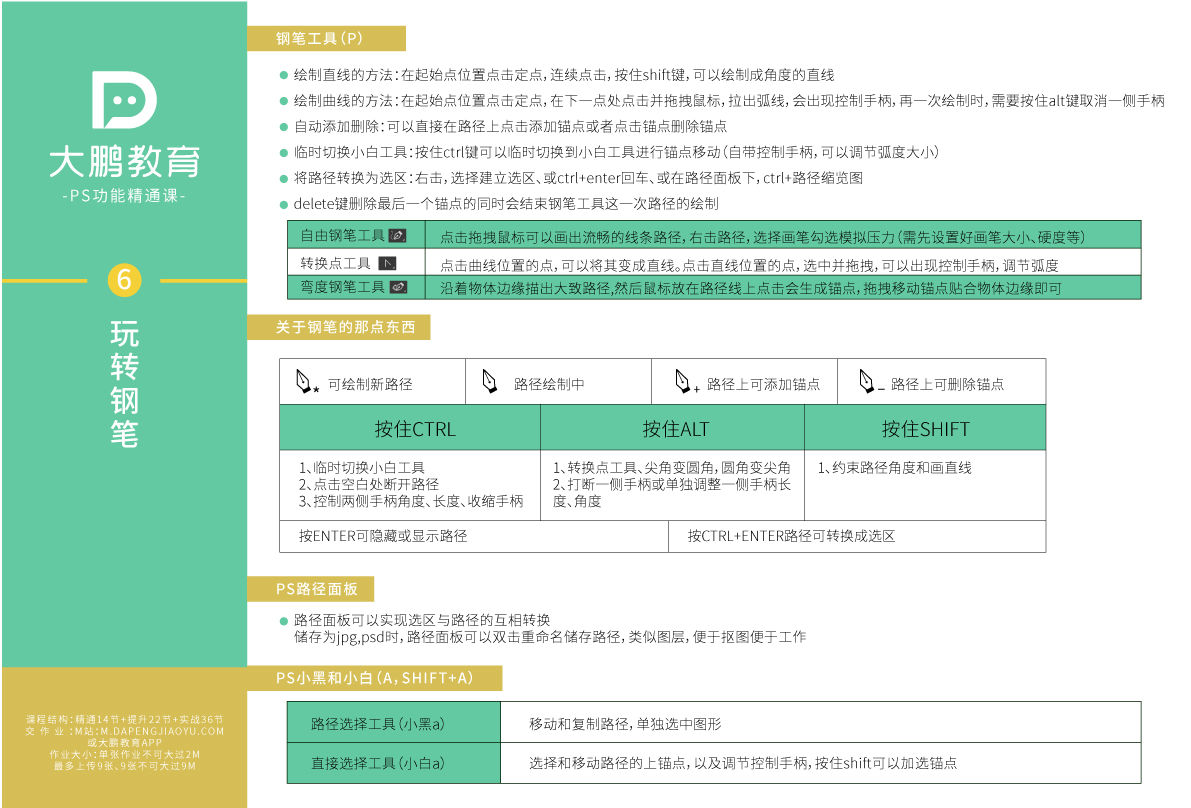 大鹏教育
-PS功能精通课-
6
玩转钢笔
课程结构：精通14节+提升22节+实战36节
交 作 业 ：M站：M.DAPENGJIAOYU.COM
或大鹏教育APP
作业大小：单张作业不可大过2M
最多上传9张、9张不可大过9M
钢笔工具（P）
绘制直线的方法：在起始点位置点击定点，连续点击，按住shift键，可以绘制成角度的直线
绘制曲线的方法：在起始点位置点击定点，在下一点处点击并拖拽鼠标，拉出弧线，会出现控制手柄，再一次绘制时，需要按住alt键取消一侧手柄
自动添加删除：可以直接在路径上点击添加锚点或者点击锚点删除锚点
临时切换小白工具：按住ctrl键可以临时切换到小白工具进行锚点移动（自带控制手柄，可以调节弧度大小）
将路径转换为选区：右击，选择建立选区、或ctrl+enter回车、或在路径面板下，ctrl+路径缩览图
delete键删除最后一个锚点的同时会结束钢笔工具这一次路径的绘制
自由钢笔工具 点击拖拽鼠标可以画出流畅的线条路径，右击路径，选择画笔勾选模拟压力（需先设置好画笔大小、硬度等）
转换点工具 点击曲线位置的点，可以将其变成直线。点击直线位置的点，选中并拖拽，可以出现控制手柄，调节弧度
弯度钢笔工具 沿着物体边缘描出大致路径,然后鼠标放在路径线上点击会生成锚点，拖拽移动锚点贴合物体边缘即可
关于钢笔的那点东西
* 可绘制新路径 路径绘制中 + 路径上可添加锚点 - 路径上可删除锚点
按住CTRL 按住ALT 按住SHIFT
1、临时切换小白工具
2、点击空白处断开路径
3、控制两侧手柄角度、长度、收缩手柄
1、转换点工具、尖角变圆角，圆角变尖角
2、打断一侧手柄或单独调整一侧手柄长
度、角度
1、约束路径角度和画直线
按ENTER可隐藏或显示路径 按CTRL+ENTER路径可转换成选区
PS路径面板
路径面板可以实现选区与路径的互相转换
储存为jpg,psd时，路径面板可以双击重命名储存路径，类似图层，便于抠图便于工作
PS小黑和小白（A，SHIFT+A）
路径选择工具（小黑a） 移动和复制路径，单独选中图形
直接选择工具（小白a） 选择和移动路径的上锚点，以及调节控制手柄，按住shift可以加选锚点